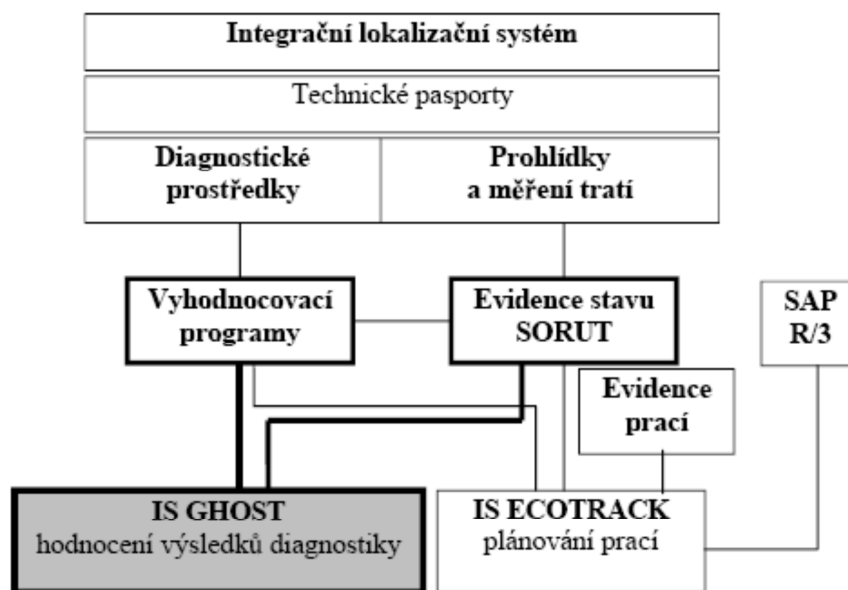 Integrační lokalizační systém
Technické pasporty
Diagnostické
prostředky
Prohlídky
a měření tratí
Vyhodnocovací
programy
Evidence stavu
SORUT
SAP
R/3
Evidence
prací
IS GHOST
hodnocení výsledků diagnostiky
IS ECOTRACK
plánování prací